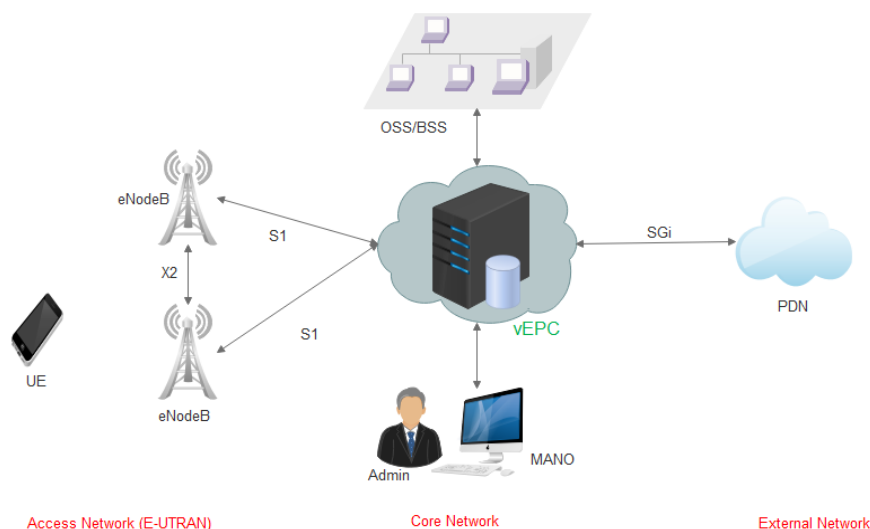 OSS/BSS
eNodeB
S1
SGi
X2
PDN
S1
vEPC
UE
eNodeB
MANO
Admin
Access Network (E-UTRAN)
Core Network
External Network